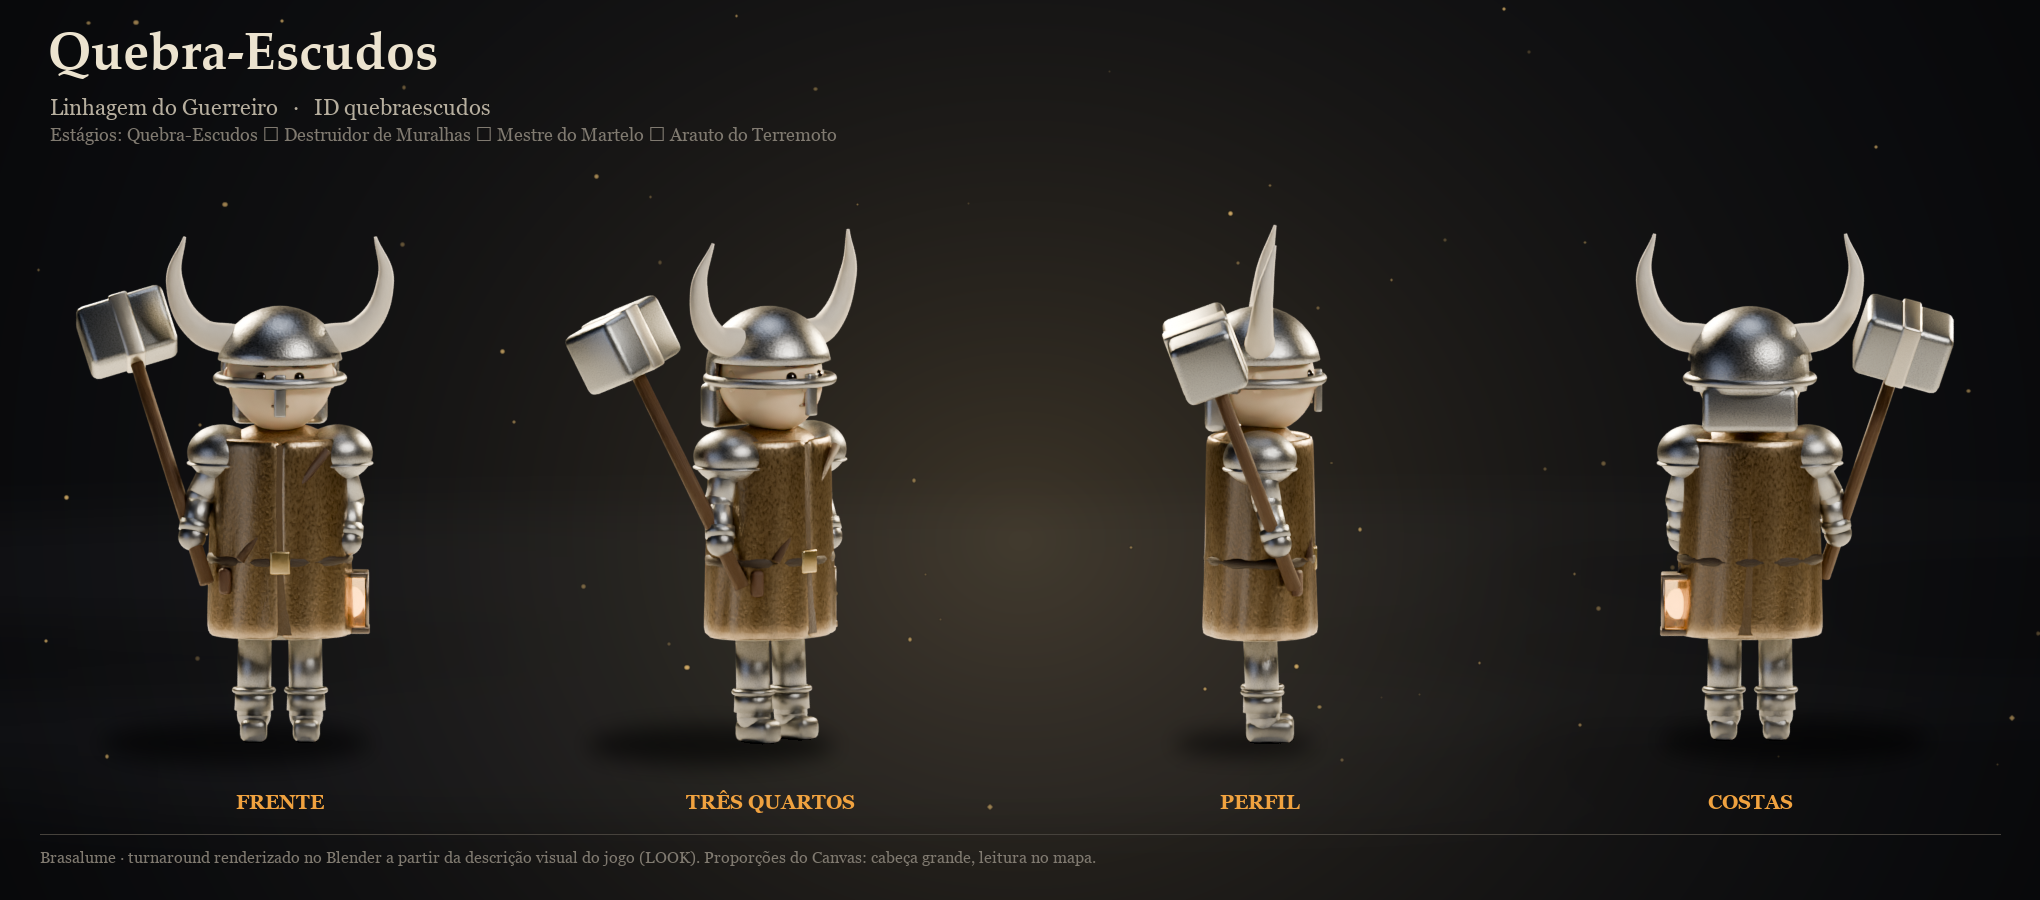 Quebra-Escudos
Linhagem do Guerreiro · ID quebraescudos
Estágios: Quebra-Escudos □ Destruidor de Muralhas □ Mestre do Martelo □ Arauto do Terremoto
FRENTE
TRÊS QUARTOS
PERFIL
COSTAS
Brasalume · turnaround renderizado no Blender a partir da descrição visual do jogo (LOOK). Proporções do Canvas: cabeça grande, leitura no mapa.